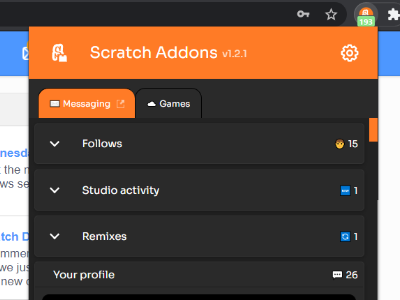 193
Scratch Addons v1.2.1
Messaging
Games
Follows 15
Studio activity 1
Remixes 1
Your profile 26
nesda
t the n
ws se
tch D
mmer
we jus
new c